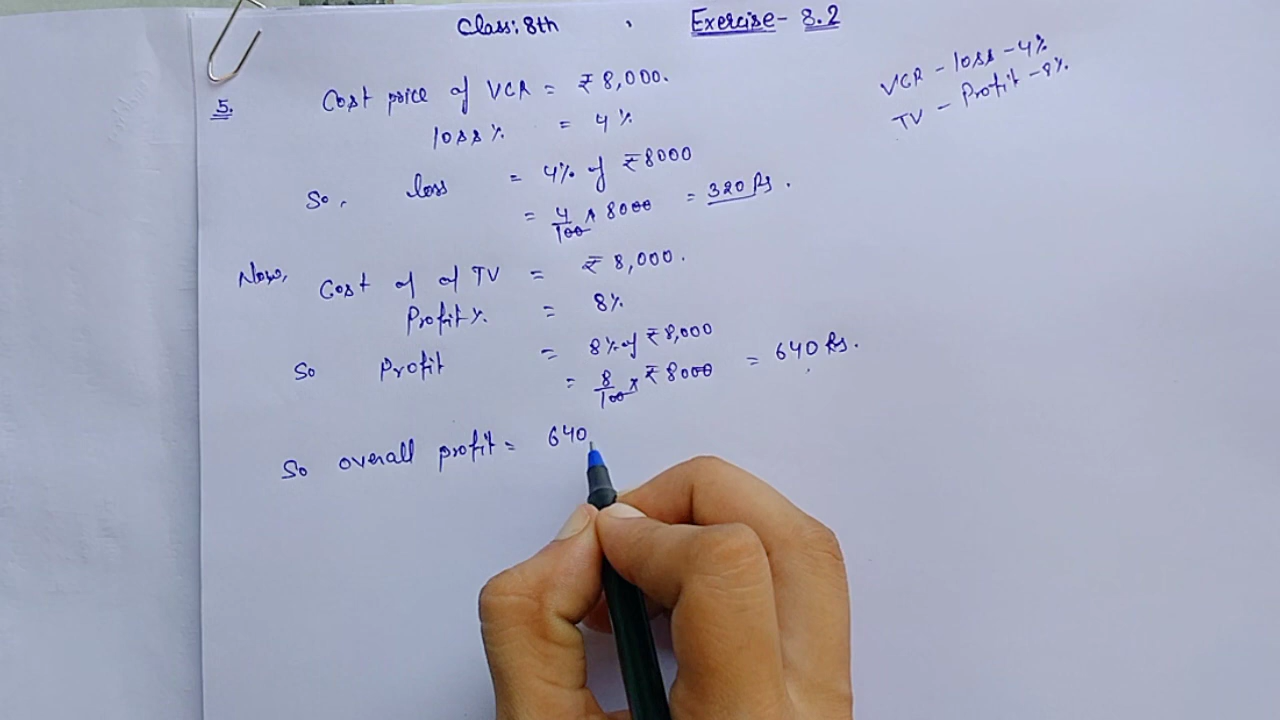 Class: 8th , Exercise- 8.2
VCR - loss - 4%
TV - Profit - 8%
5. Cost price of VCR = ₹ 8,000.
loss% = 4%
So, loss = 4% of ₹8000
= 4/100 x 8000 = 320 Rs.
Now, Cost of of TV = ₹ 8,000.
Profit%. = 8%
So Profit = 8% of ₹8,000
= 8/100 x ₹8000 = 640 Rs.
So overall profit = 640